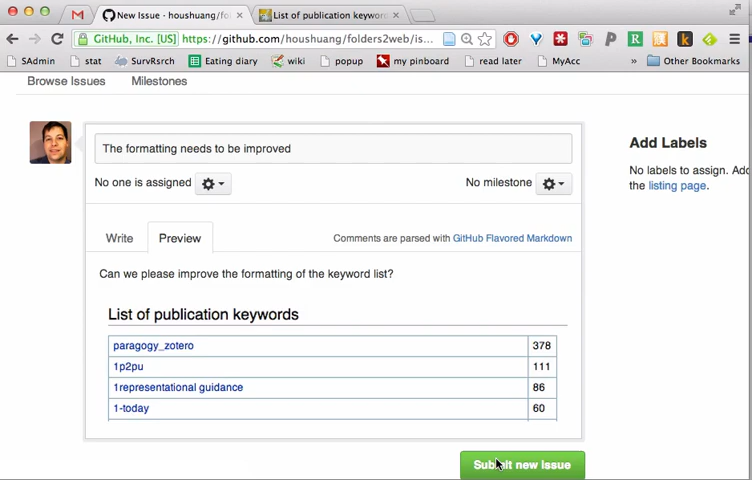 New Issue - houshuang/fo
List of publication keyword
GitHub, Inc. [US] https://github.com/houshuang/folders2web/is...
SAdmin stat SurvRsrch Eating diary wiki popup my pinboard read later MyAcc » Other Bookmarks
Browse Issues Milestones
The formatting needs to be improved
Add Labels
No labels to assign. Add
the listing page.
No one is assigned No milestone
Write Preview Comments are parsed with GitHub Flavored Markdown
Can we please improve the formatting of the keyword list?
List of publication keywords
paragogy_zotero 378
1p2pu 111
1representational guidance 86
1-today 60
Submit new issue